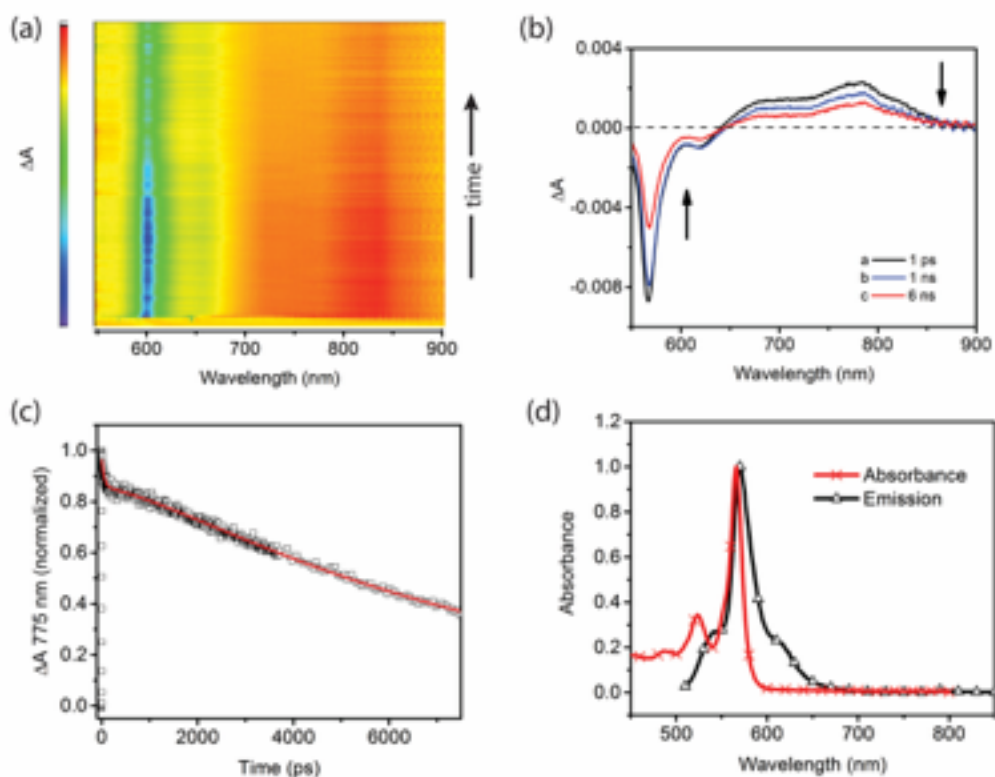 (a)
ΔA
time
600 700 800 900
Wavelength (nm)
(b)
0.004
0.000
-0.004
-0.008
ΔA
a 1 ps
b 1 ns
c 6 ns
600 700 800 900
Wavelength (nm)
(c)
1.0
0.8
0.6
0.4
0.2
0.0
ΔA 775 nm (normalized)
0 2000 4000 6000
Time (ps)
(d)
1.2
1.0
0.8
0.6
0.4
0.2
0.0
Absorbance
Absorbance
Emission
500 600 700 800
Wavelength (nm)